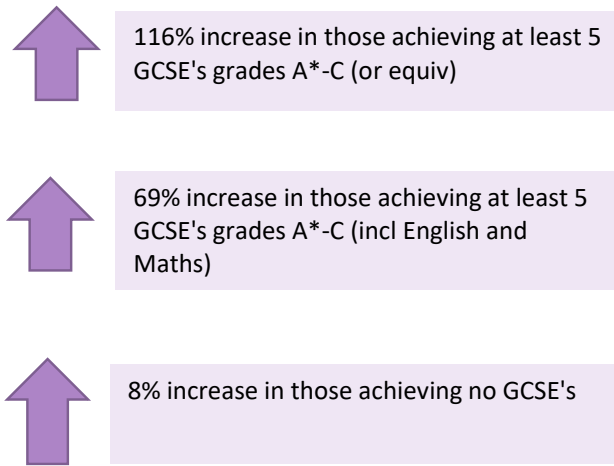 116% increase in those achieving at least 5
GCSE's grades A*-C (or equiv)
69% increase in those achieving at least 5
GCSE's grades A*-C (incl English and
Maths)
8% increase in those achieving no GCSE's